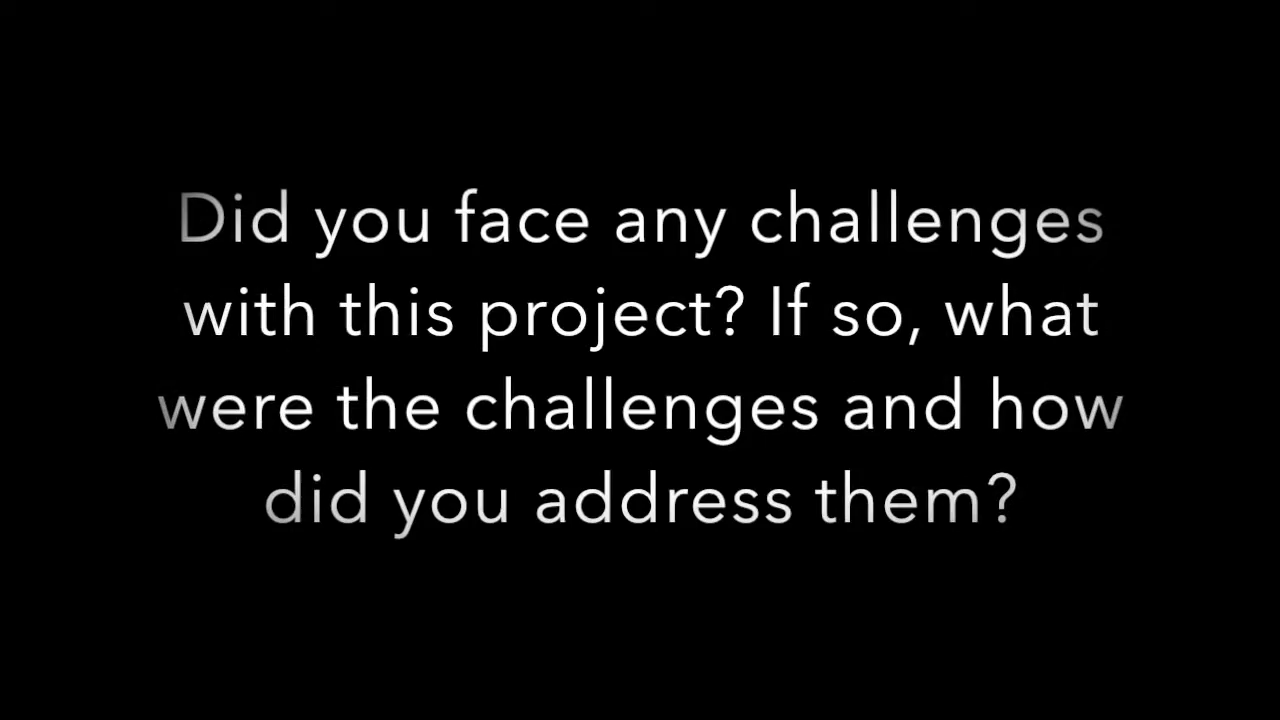 Did you face any challenges
with this project? If so, what
were the challenges and how
did you address them?